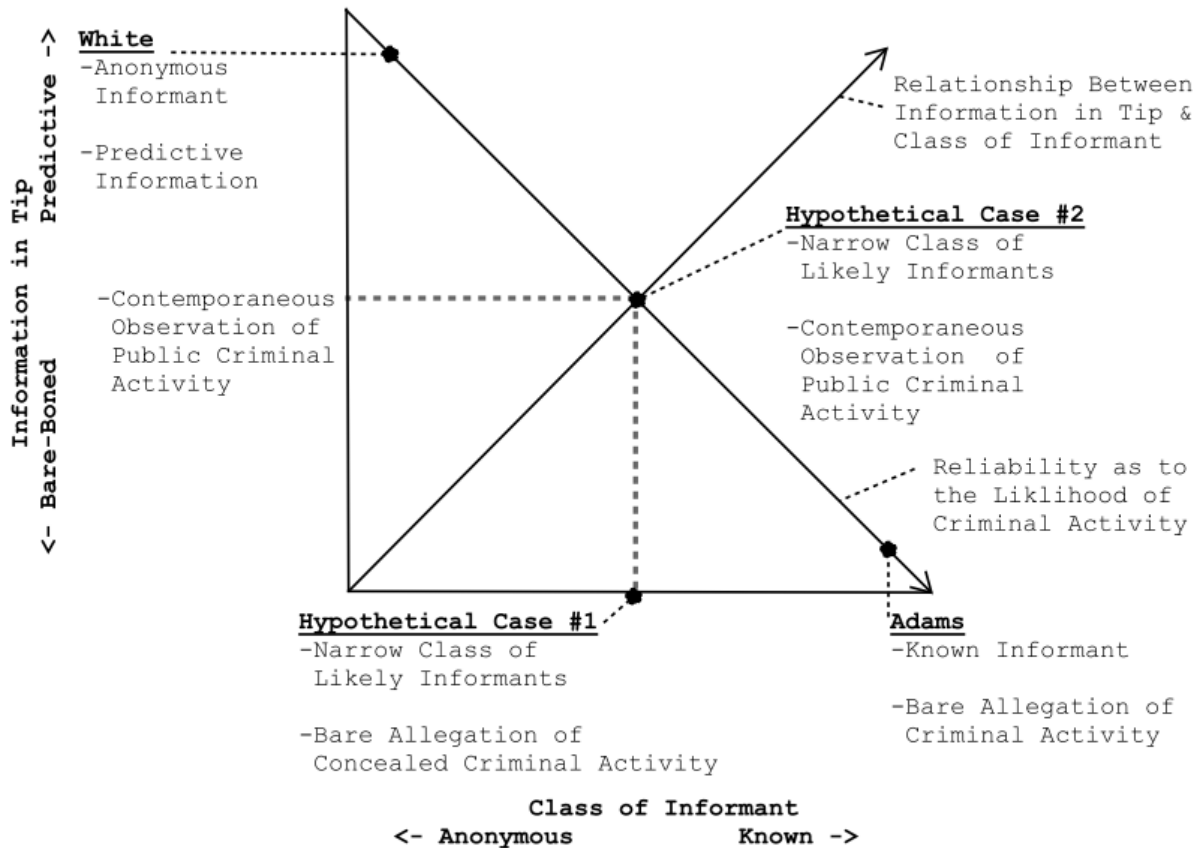 White
-Anonymous
Informant
-Predictive
Information
-Contemporaneous
Observation of
Public Criminal
Activity
Information in Tip
<- Bare-Boned Predictive ->
Relationship Between
Information in Tip &
Class of Informant
Hypothetical Case #2
-Narrow Class of
Likely Informants
-Contemporaneous
Observation of
Public Criminal
Activity
Reliability as to
the Liklihood of
Criminal Activity
Hypothetical Case #1
-Narrow Class of
Likely Informants
-Bare Allegation of
Concealed Criminal Activity
Adams
-Known Informant
-Bare Allegation of
Criminal Activity
Class of Informant
<- Anonymous Known ->